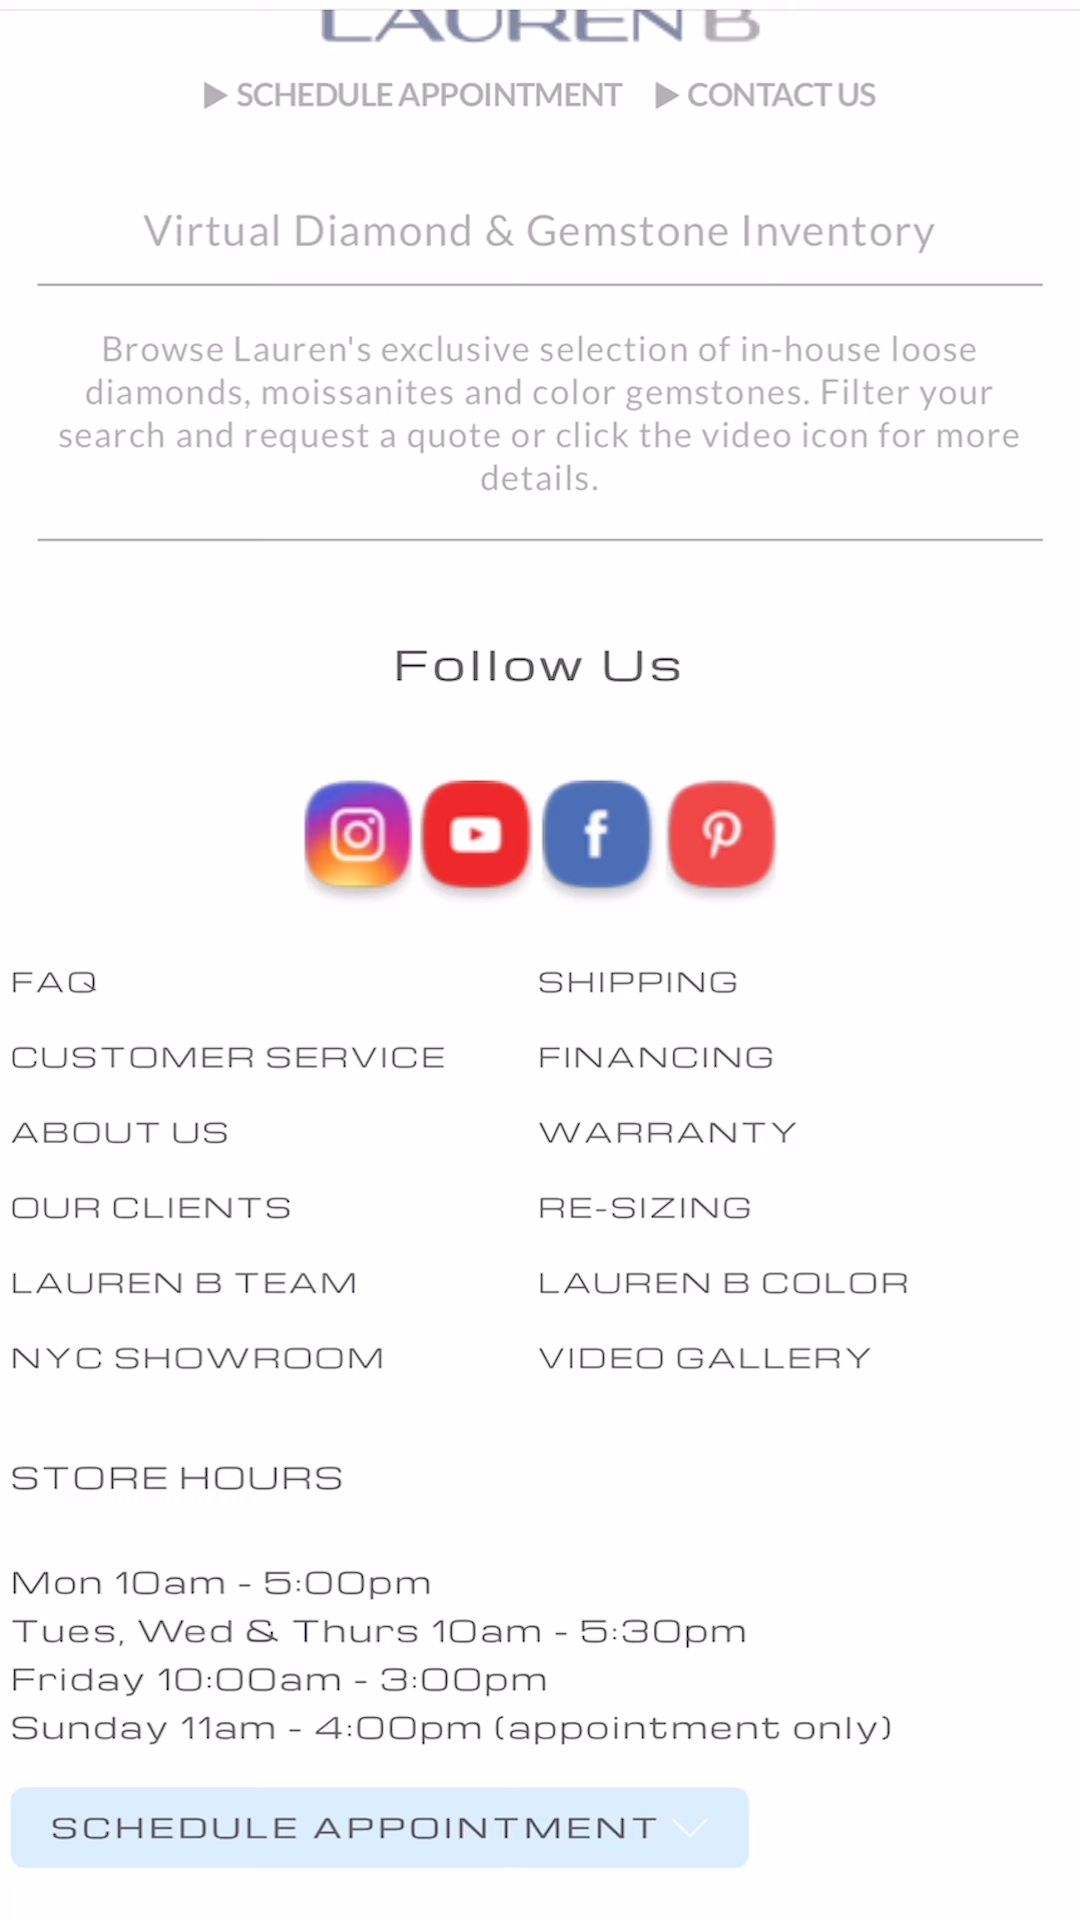 LAUREN B
SCHEDULE APPOINTMENT CONTACT US
Virtual Diamond & Gemstone Inventory
Browse Lauren's exclusive selection of in-house loose
diamonds, moissanites and color gemstones. Filter your
search and request a quote or click the video icon for more
details.
Follow Us
FAQ
CUSTOMER SERVICE
ABOUT US
OUR CLIENTS
LAUREN B TEAM
NYC SHOWROOM
SHIPPING
FINANCING
WARRANTY
RE-SIZING
LAUREN B COLOR
VIDEO GALLERY
STORE HOURS
Mon 10am - 5:00pm
Tues, Wed & Thurs 10am - 5:30pm
Friday 10:00am - 3:00pm
Sunday 11am - 4:00pm (appointment only)
SCHEDULE APPOINTMENT